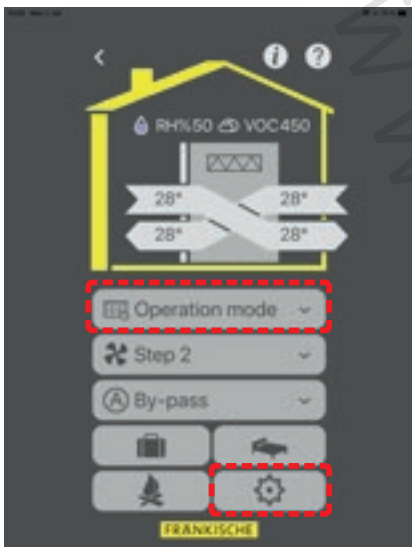 i ?
RH%50 VOC450
28° 28°
28° 28°
Operation mode
Step 2
A By-pass
FRÄNKISCHE